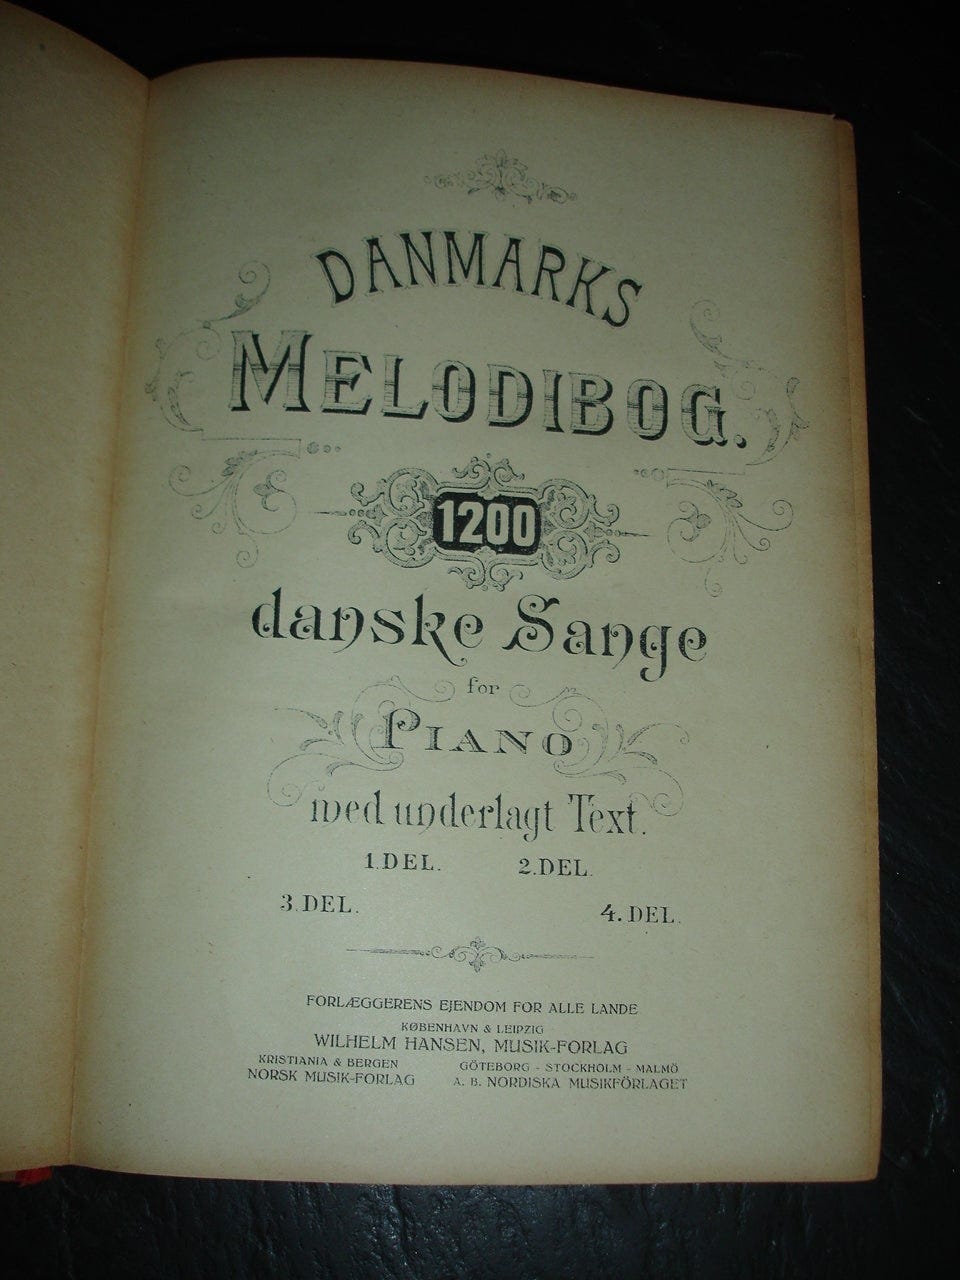 DANMARKS
MELODIBOG.
1200
danske Sange
for
PIANO
med underlagt Text.
1. DEL. 2. DEL.
3. DEL. 4. DEL.
FORLÆGGERENS EJENDOM FOR ALLE LANDE
KØBENHAVN & LEIPZIG
WILHELM HANSEN, MUSIK-FORLAG
KRISTIANIA & BERGEN GÖTEBORG - STOCKHOLM - MALMÖ
NORSK MUSIK-FORLAG A. B. NORDISKA MUSIKFÖRLAGET